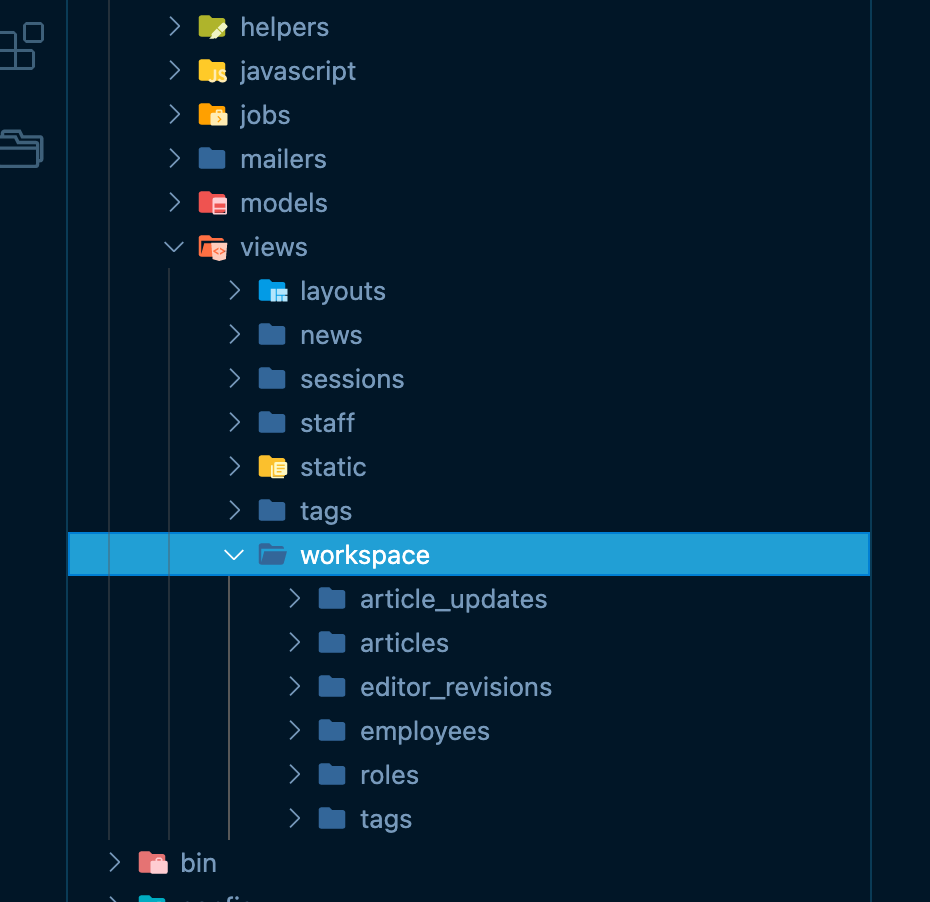 helpers
javascript
jobs
mailers
models
views
layouts
news
sessions
staff
static
tags
workspace
article_updates
articles
editor_revisions
employees
roles
tags
bin